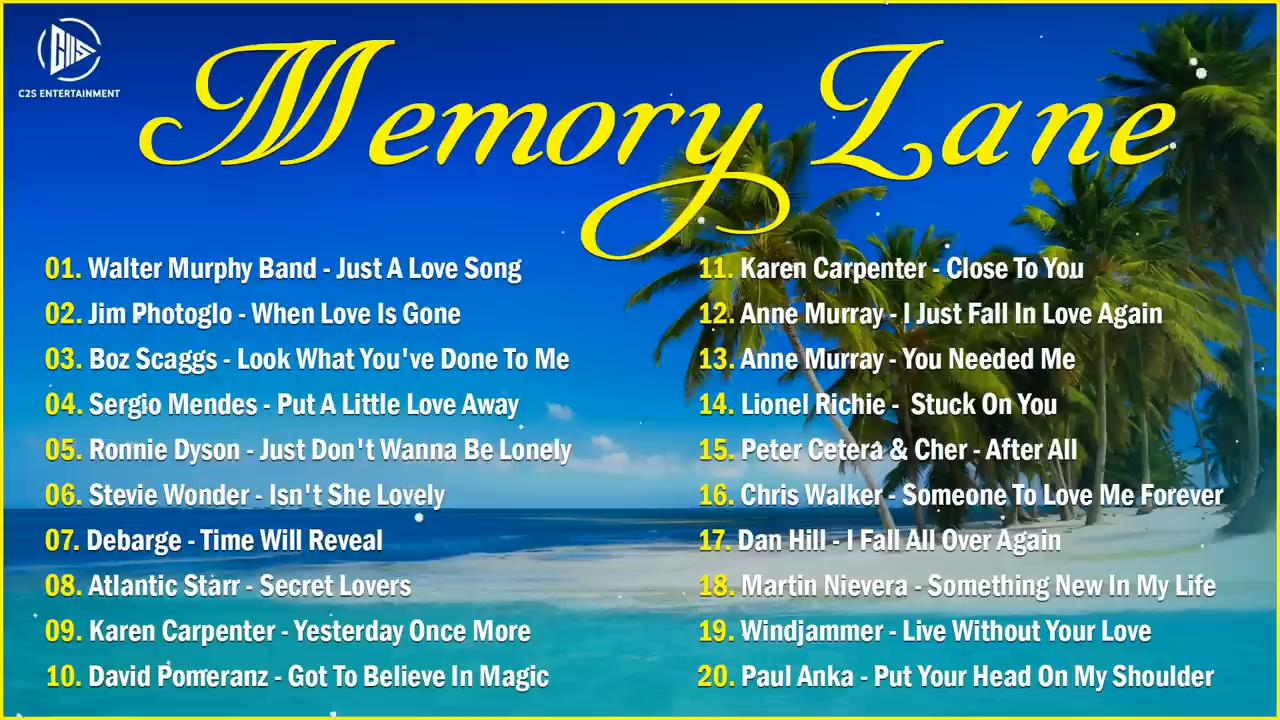 C2S ENTERTAINMENT
Memory Lane
01. Walter Murphy Band - Just A Love Song
02. Jim Photoglo - When Love Is Gone
03. Boz Scaggs - Look What You've Done To Me
04. Sergio Mendes - Put A Little Love Away
05. Ronnie Dyson - Just Don't Wanna Be Lonely
06. Stevie Wonder - Isn't She Lovely
07. Debarge - Time Will Reveal
08. Atlantic Starr - Secret Lovers
09. Karen Carpenter - Yesterday Once More
10. David Pomeranz - Got To Believe In Magic
11. Karen Carpenter - Close To You
12. Anne Murray - I Just Fall In Love Again
13. Anne Murray - You Needed Me
14. Lionel Richie - Stuck On You
15. Peter Cetera & Cher - After All
16. Chris Walker - Someone To Love Me Forever
17. Dan Hill - I Fall All Over Again
18. Martin Nievera - Something New In My Life
19. Windjammer - Live Without Your Love
20. Paul Anka - Put Your Head On My Shoulder